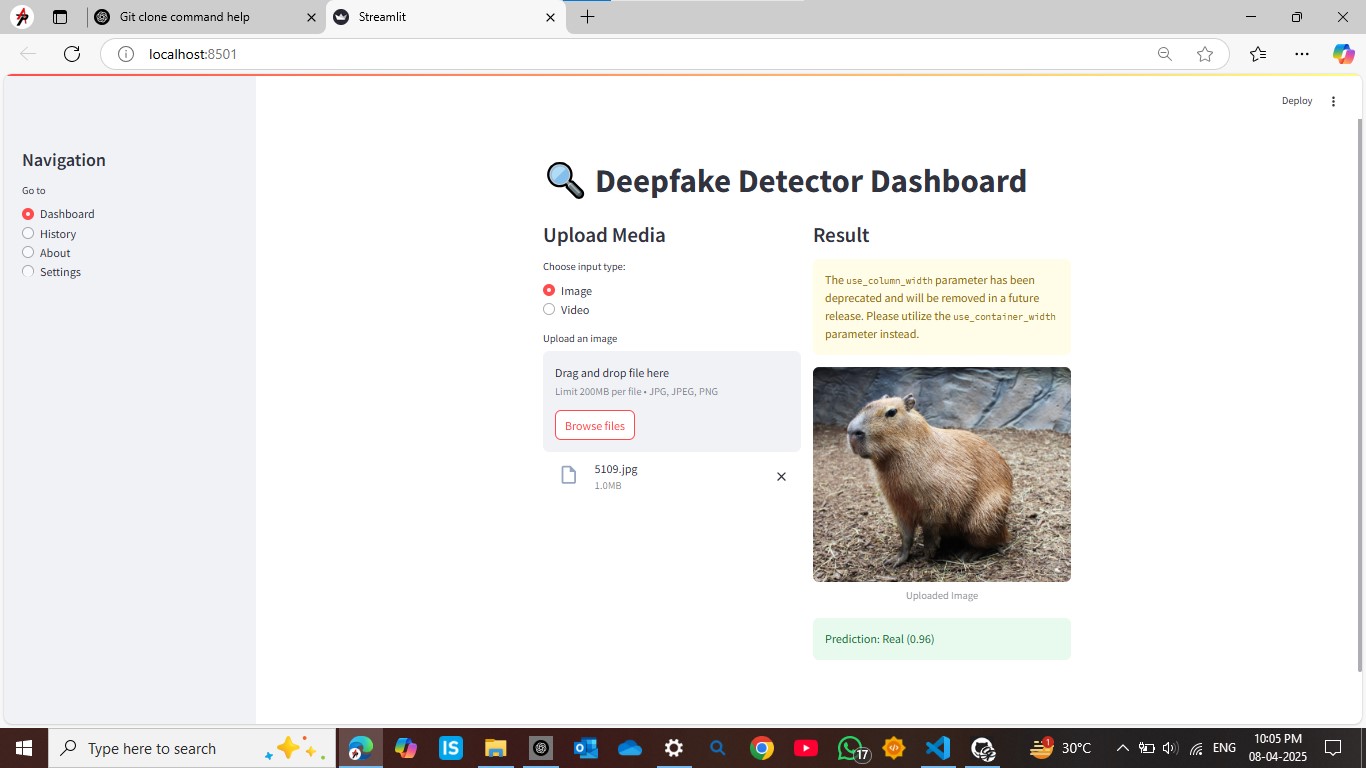 Git clone command help
Streamlit
localhost:8501
Deploy
Navigation
Go to
Dashboard
History
About
Settings
🔍 Deepfake Detector Dashboard
Upload Media
Choose input type:
Image
Video
Upload an image
Drag and drop file here
Limit 200MB per file • JPG, JPEG, PNG
Browse files
5109.jpg
1.0MB
Result
The use_column_width parameter has been
deprecated and will be removed in a future
release. Please utilize the use_container_width
parameter instead.
Uploaded Image
Prediction: Real (0.96)
Type here to search
IS
17
1
30°C
ENG
10:05 PM
08-04-2025